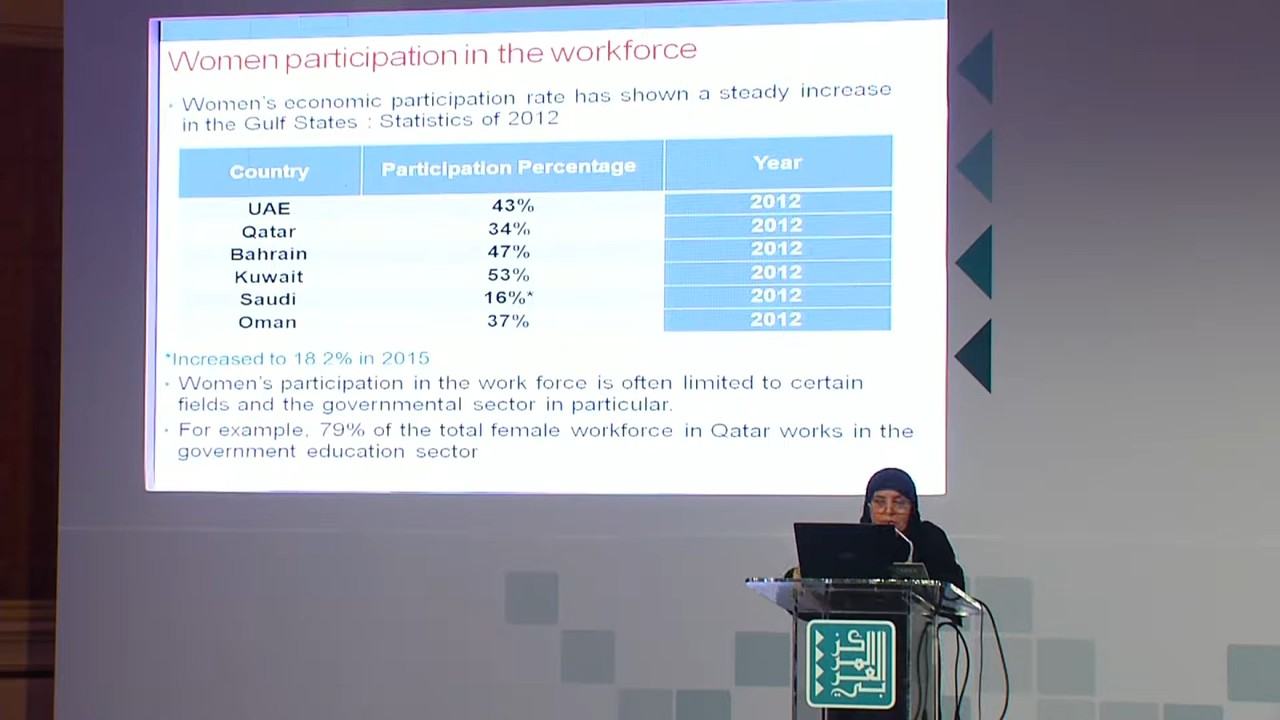 Women participation in the workforce
Women's economic participation rate has shown a steady increase
in the Gulf States : Statistics of 2012
Country Participation Percentage Year
UAE 43% 2012
Qatar 34% 2012
Bahrain 47% 2012
Kuwait 53% 2012
Saudi 16%* 2012
Oman 37% 2012
*Increased to 18 2% in 2015
Women's participation in the work force is often limited to certain
fields and the governmental sector in particular.
For example, 79% of the total female workforce in Qatar works in the
government education sector